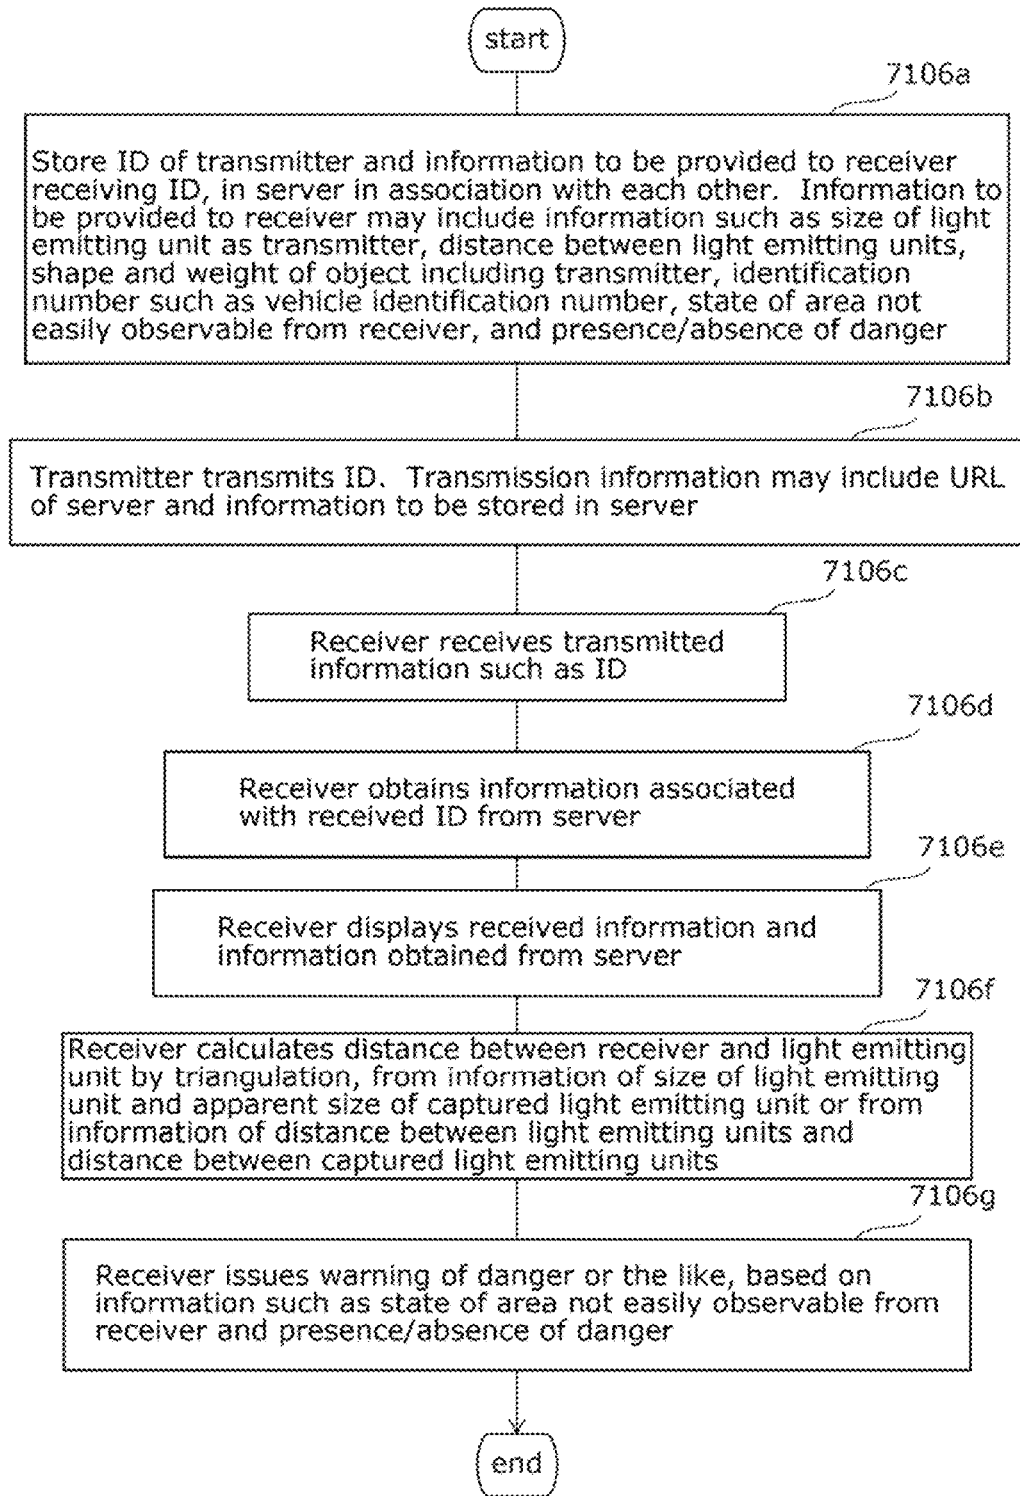 start
7106a
Store ID of transmitter and information to be provided to receiver
receiving ID, in server in association with each other.  Information to
be provided to receiver may include information such as size of light
emitting unit as transmitter, distance between light emitting units,
shape and weight of object including transmitter, identification
number such as vehicle identification number, state of area not
easily observable from receiver, and presence/absence of danger
7106b
Transmitter transmits ID.  Transmission information may include URL
of server and information to be stored in server
7106c
Receiver receives transmitted
information such as ID
7106d
Receiver obtains information associated
with received ID from server
7106e
Receiver displays received information and
information obtained from server
7106f
Receiver calculates distance between receiver and light emitting
unit by triangulation, from information of size of light emitting
unit and apparent size of captured light emitting unit or from
information of distance between light emitting units and
distance between captured light emitting units
7106g
Receiver issues warning of danger or the like, based on
information such as state of area not easily observable from
receiver and presence/absence of danger
end